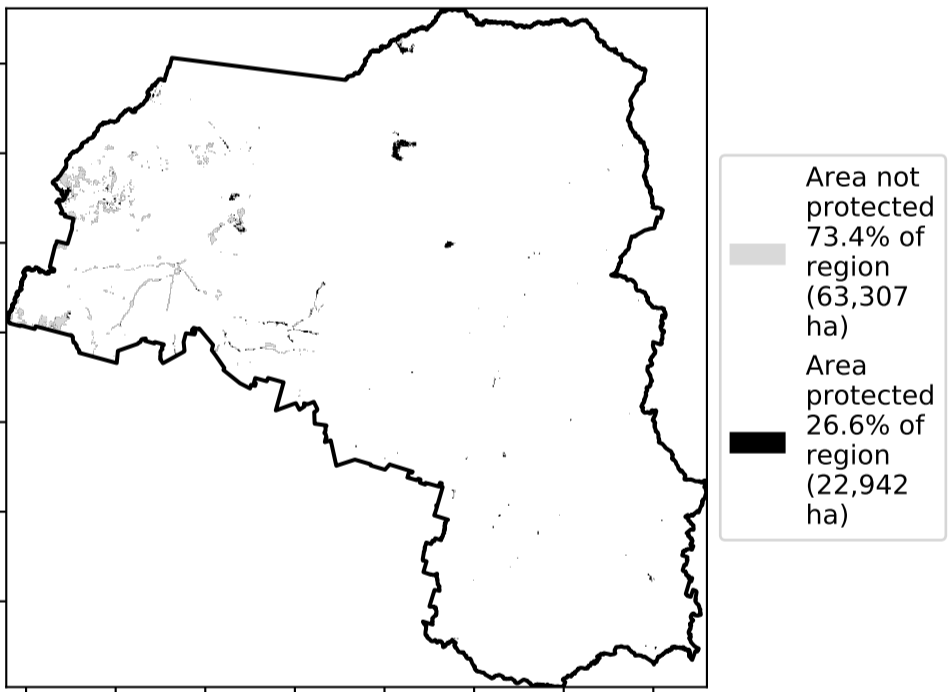 Area not
protected
73.4% of
region
(63,307
ha)
Area
protected
26.6% of
region
(22,942
ha)